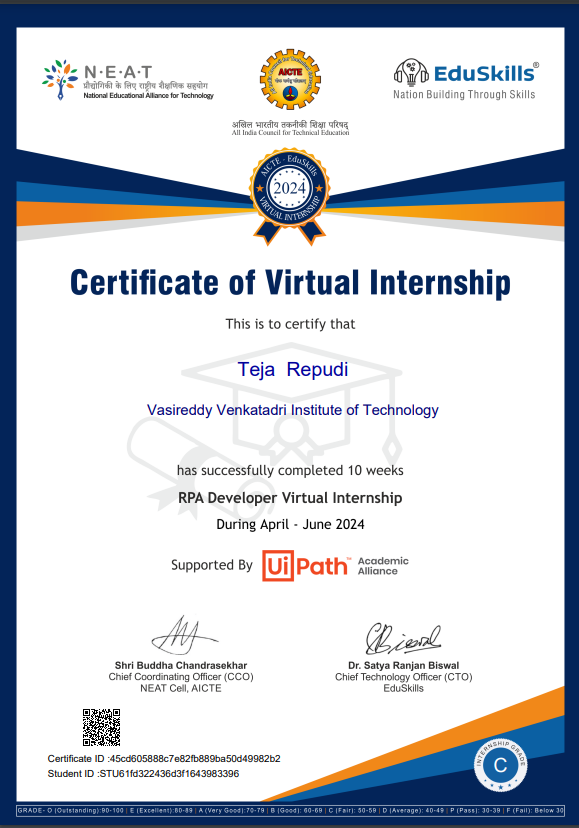 N·E·A·T
प्रौद्योगिकी के लिए राष्ट्रीय शैक्षणिक सहयोग
National Educational Alliance for Technology
AICTE
अखिल भारतीय तकनीकी शिक्षा परिषद्
All India Council for Technical Education
EduSkills®
Nation Building Through Skills
AICTE - EduSkills
2024
VIRTUAL INTERNSHIP
Certificate of Virtual Internship
This is to certify that
Teja Repudi
Vasireddy Venkatadri Institute of Technology
has successfully completed 10 weeks
RPA Developer Virtual Internship
During April - June 2024
Supported By UiPath™ Academic
Alliance
Shri Buddha Chandrasekhar
Chief Coordinating Officer (CCO)
NEAT Cell, AICTE
Dr. Satya Ranjan Biswal
Chief Technology Officer (CTO)
EduSkills
Certificate ID :45cd605888c7e82fb889ba50d49982b2
Student ID :STU61fd322436d3f1643983396
INTERNSHIP GRADE
C
GRADE- O (Outstanding):90-100 | E (Excellent):80-89 | A (Very Good):70-79 | B (Good): 60-69 | C (Fair): 50-59 | D (Average): 40-49 | P (Pass): 30-39 | F (Fail): Below 30